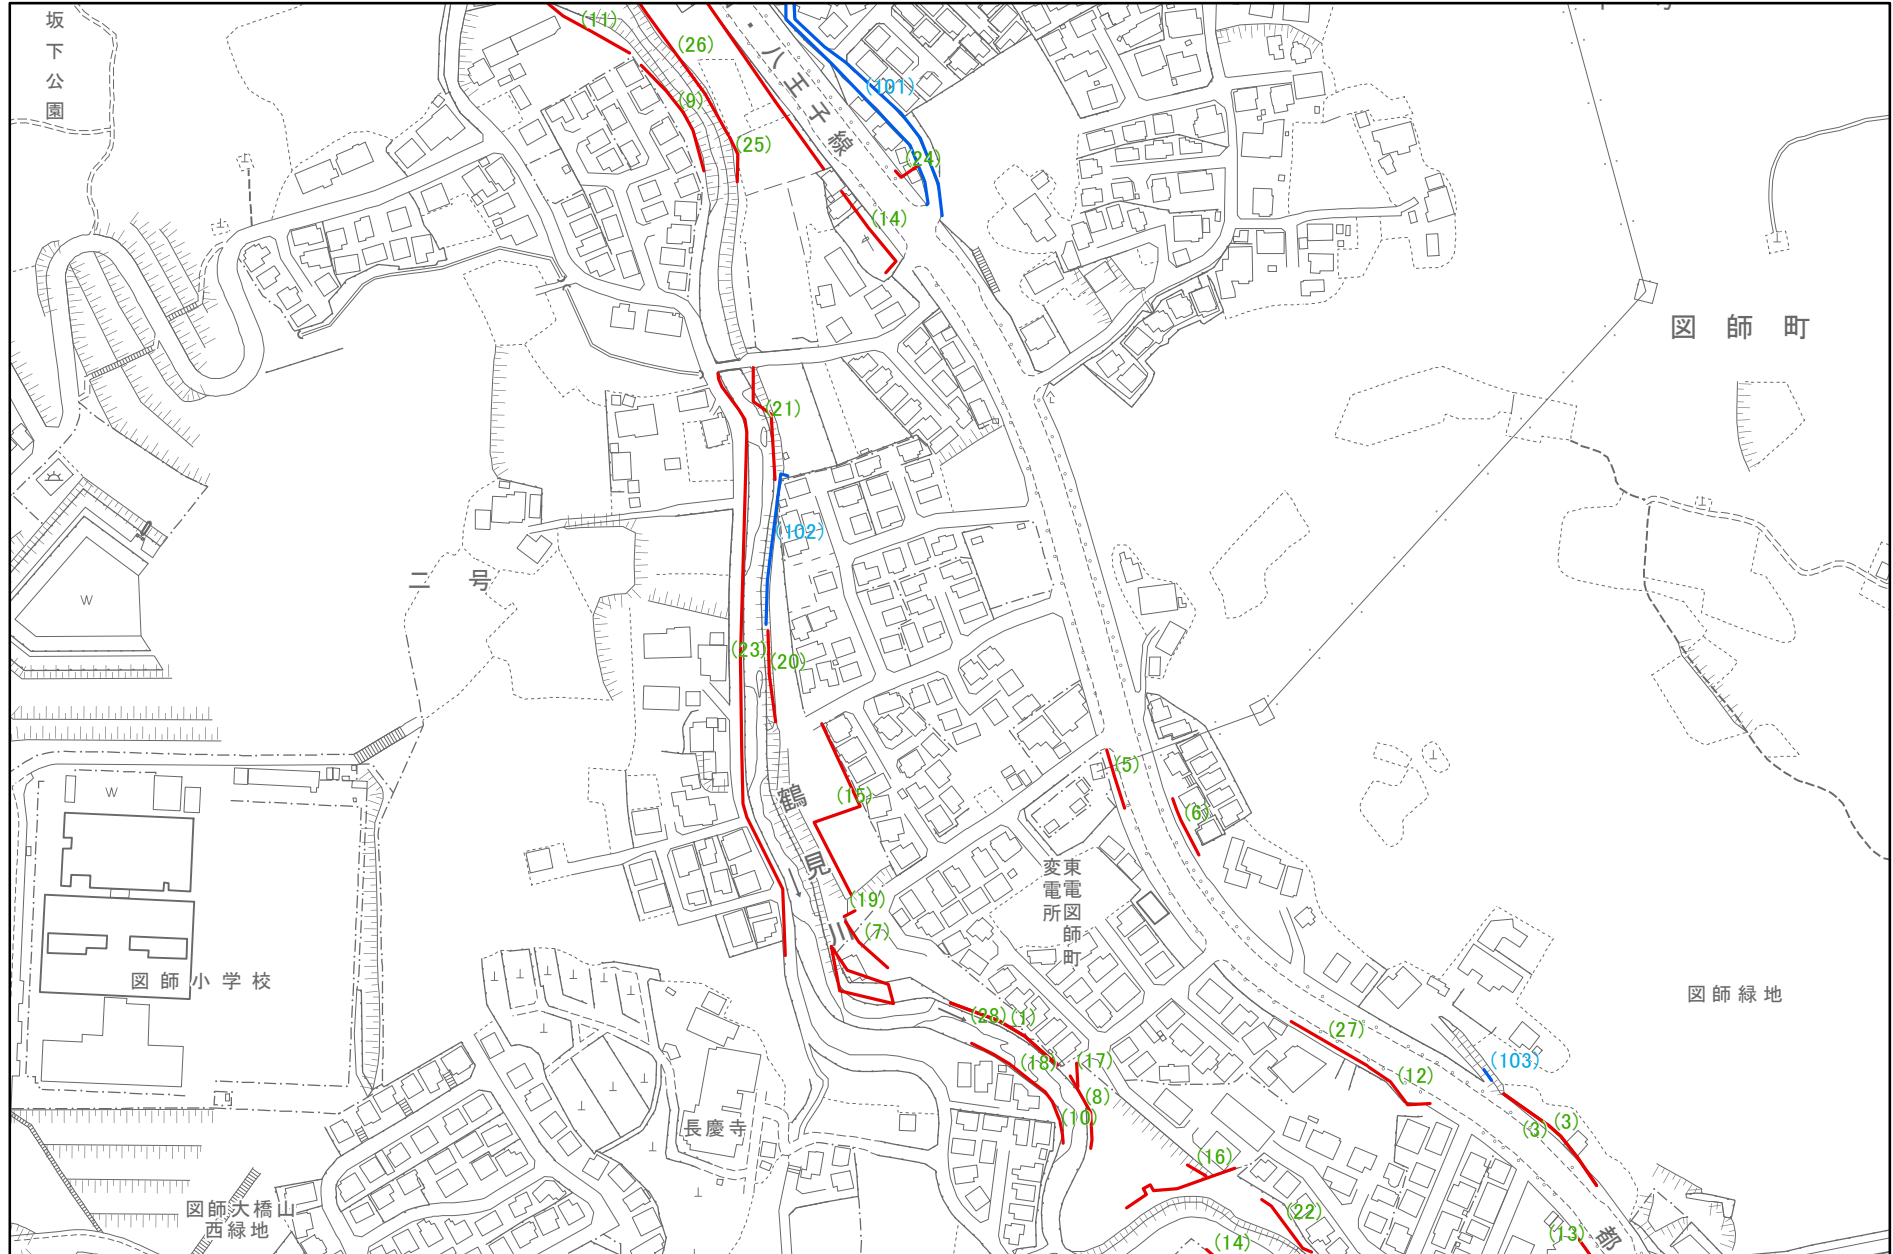 坂下公園
(11)
(26)
(9)
(25)
・八王子線
(101)
(24)
(14)
図師町
(21)
(102)
二号
(23)
(20)
W
W
(5)
(6)
(15)
鶴見川
(19)
(7)
東電図師町
変電所
図師小学校
図師緑地
(28)
(1)
(27)
(18)
(17)
(103)
(12)
(8)
(10)
(3)
(3)
長慶寺
(16)
図師大橋山
西緑地
(22)
(14)
(13)
都